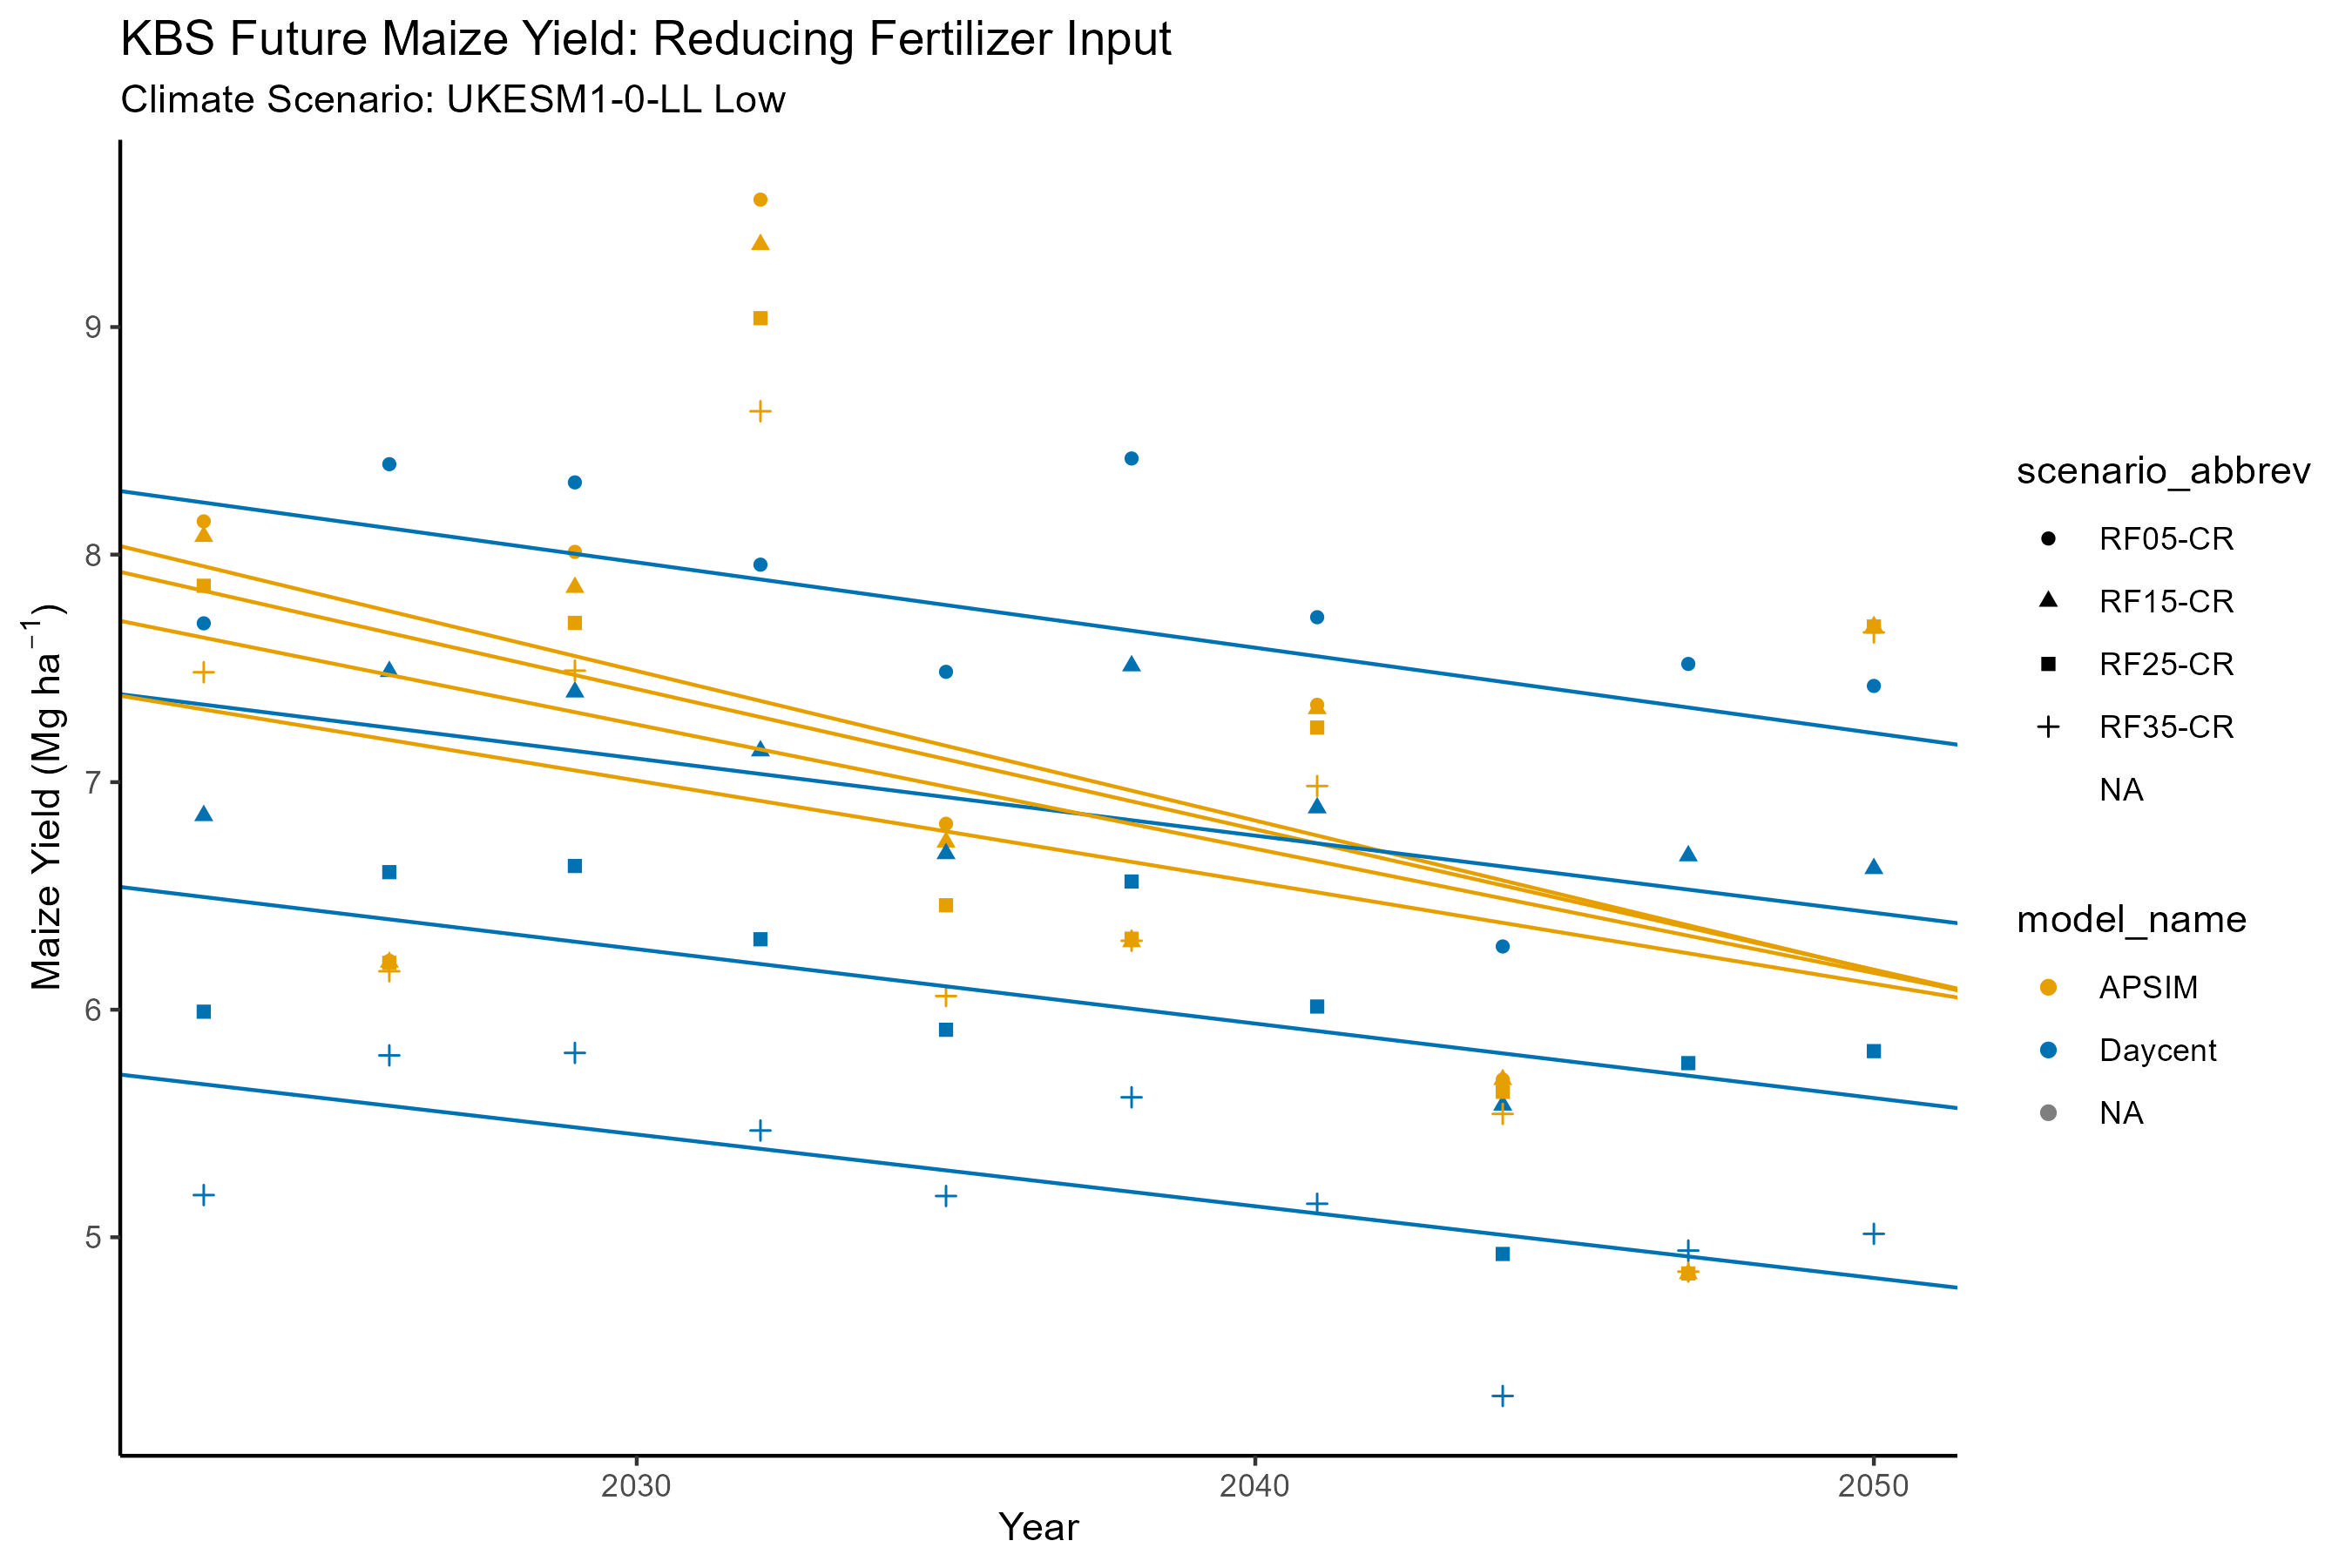 KBS Future Maize Yield: Reducing Fertilizer Input
Climate Scenario: UKESM1-0-LL Low
Maize Yield (Mg ha⁻¹)
9
8
7
6
5
2030
2040
2050
Year
scenario_abbrev
RF05-CR
RF15-CR
RF25-CR
RF35-CR
NA
model_name
APSIM
Daycent
NA